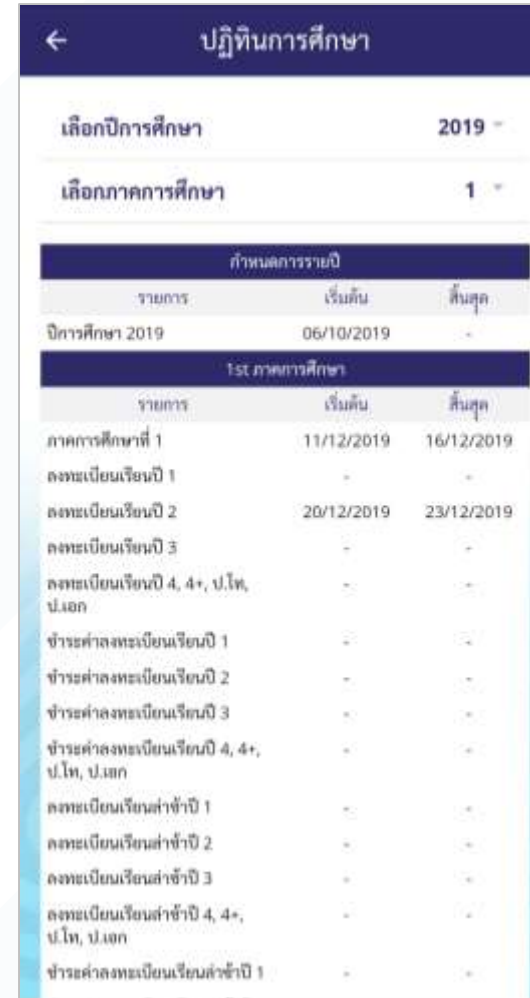 ปฏิทินการศึกษา
เลือกปีการศึกษา 2019
เลือกภาคการศึกษา 1
กำหนดการรายปี
รายการ เริ่มต้น สิ้นสุด
ปีการศึกษา 2019 06/10/2019 -
1st ภาคการศึกษา
รายการ เริ่มต้น สิ้นสุด
ภาคการศึกษาที่ 1 11/12/2019 16/12/2019
ลงทะเบียนเรียนปี 1 - -
ลงทะเบียนเรียนปี 2 20/12/2019 23/12/2019
ลงทะเบียนเรียนปี 3 - -
ลงทะเบียนเรียนปี 4, 4+, ป.โท, - -
ป.เอก
ชำระค่าลงทะเบียนเรียนปี 1 - -
ชำระค่าลงทะเบียนเรียนปี 2 - -
ชำระค่าลงทะเบียนเรียนปี 3 - -
ชำระค่าลงทะเบียนเรียนปี 4, 4+, - -
ป.โท, ป.เอก
ลงทะเบียนเรียนล่าช้าปี 1 - -
ลงทะเบียนเรียนล่าช้าปี 2 - -
ลงทะเบียนเรียนล่าช้าปี 3 - -
ลงทะเบียนเรียนล่าช้าปี 4, 4+, - -
ป.โท, ป.เอก
ชำระค่าลงทะเบียนเรียนล่าช้าปี 1 - -